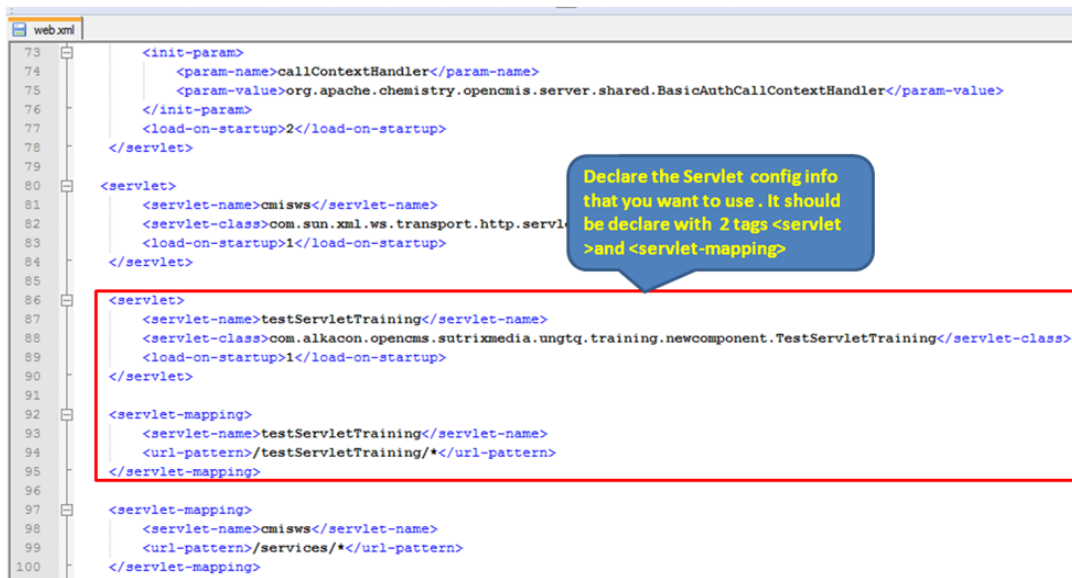 web.xml
73 <init-param>
74 <param-name>callContextHandler</param-name>
75 <param-value>org.apache.chemistry.opencmis.server.shared.BasicAuthCallContextHandler</param-value>
76 </init-param>
77 <load-on-startup>2</load-on-startup>
78 </servlet>
79
80 <servlet>
81 <servlet-name>cmisws</servlet-name>
82 <servlet-class>com.sun.xml.ws.transport.http.servl
83 <load-on-startup>1</load-on-startup>
84 </servlet>
85
Declare the Servlet config info
that you want to use . It should
be declare with 2 tags <servlet
>and <servlet-mapping>
86 <servlet>
87 <servlet-name>testServletTraining</servlet-name>
88 <servlet-class>com.alkacon.opencms.sutrixmedia.ungtq.training.newcomponent.TestServletTraining</servlet-class>
89 <load-on-startup>1</load-on-startup>
90 </servlet>
91
92 <servlet-mapping>
93 <servlet-name>testServletTraining</servlet-name>
94 <url-pattern>/testServletTraining/*</url-pattern>
95 </servlet-mapping>
96
97 <servlet-mapping>
98 <servlet-name>cmisws</servlet-name>
99 <url-pattern>/services/*</url-pattern>
100 </servlet-mapping>